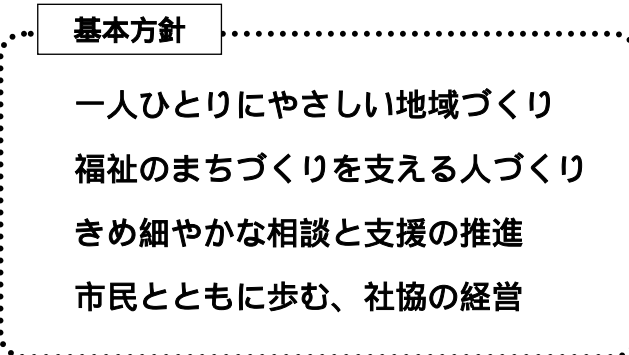 基本方針
一人ひとりにやさしい地域づくり
福祉のまちづくりを支える人づくり
きめ細やかな相談と支援の推進
市民とともに歩む、社協の経営